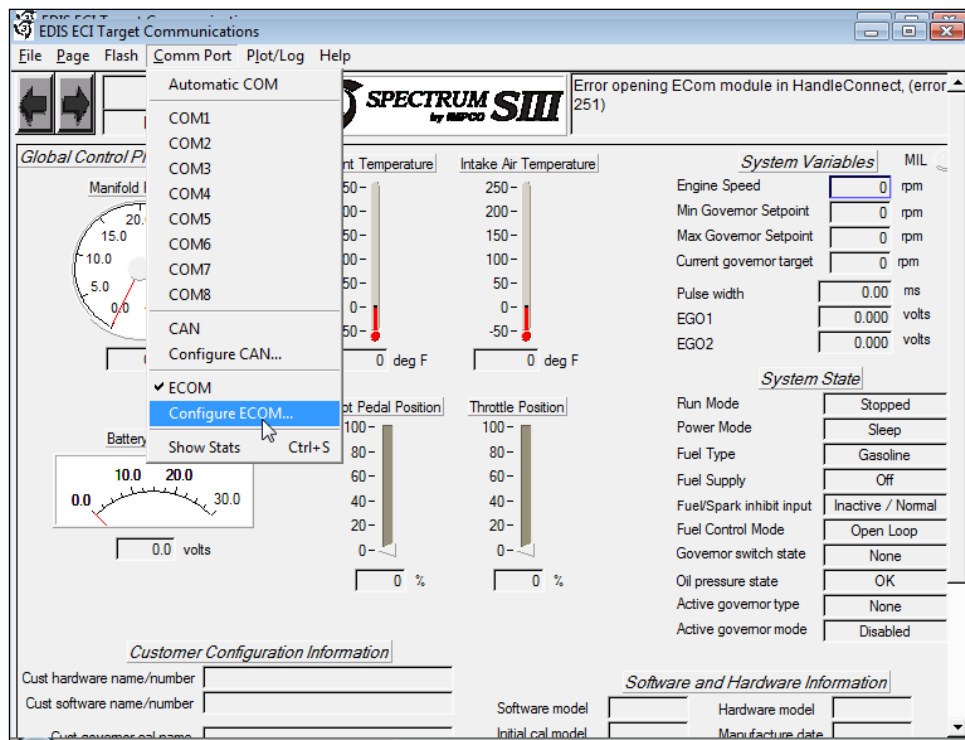 EDIS ECI Target Communications
File Page Flash Comm Port Plot/Log Help
Automatic COM
COM1
COM2
COM3
COM4
COM5
COM6
COM7
COM8
CAN
Configure CAN...
✔ ECOM
Configure ECOM...
Show Stats Ctrl+S
SPECTRUM SIII
by IMPCO
Error opening ECom module in HandleConnect, (error
251)
Global Control
Manifold
20.
15.0
10.0
5.0
0.0
nt Temperature
50
00
50
00
50
0
50
0 deg F
Intake Air Temperature
250
200
150
100
50
0
-50
0 deg F
System Variables MIL
Engine Speed 0 rpm
Min Governor Setpoint 0 rpm
Max Governor Setpoint 0 rpm
Current governor target 0 rpm
Pulse width 0.00 ms
EGO1 0.000 volts
EGO2 0.000 volts
Battery
10.0 20.0
0.0 30.0
0.0 volts
ot Pedal Position
100
80
60
40
20
0
0 %
Throttle Position
100
80
60
40
20
0
0 %
System State
Run Mode Stopped
Power Mode Sleep
Fuel Type Gasoline
Fuel Supply Off
Fuel/Spark inhibit input Inactive / Normal
Fuel Control Mode Open Loop
Governor switch state None
Oil pressure state OK
Active governor type None
Active governor mode Disabled
Customer Configuration Information
Cust hardware name/number
Cust software name/number
Cust governor cal name
Software and Hardware Information
Software model
Hardware model
Initial cal model
Manufacture date